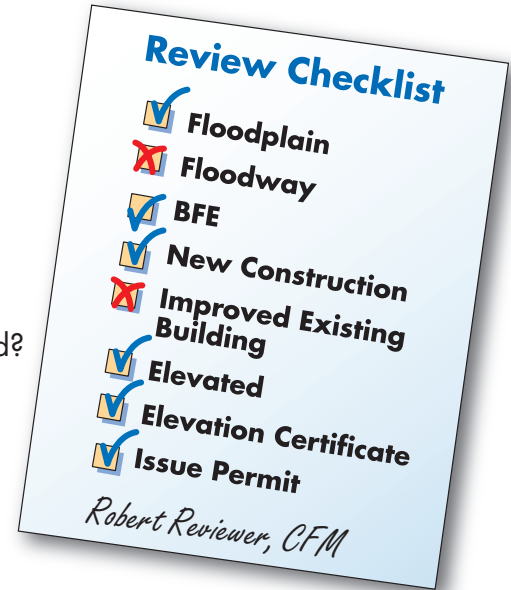 Review Checklist
Floodplain
Floodway
BFE
New Construction
Improved Existing
Building
d?
Elevated
Elevation Certificate
Issue Permit
Robert Reviewer, CFM